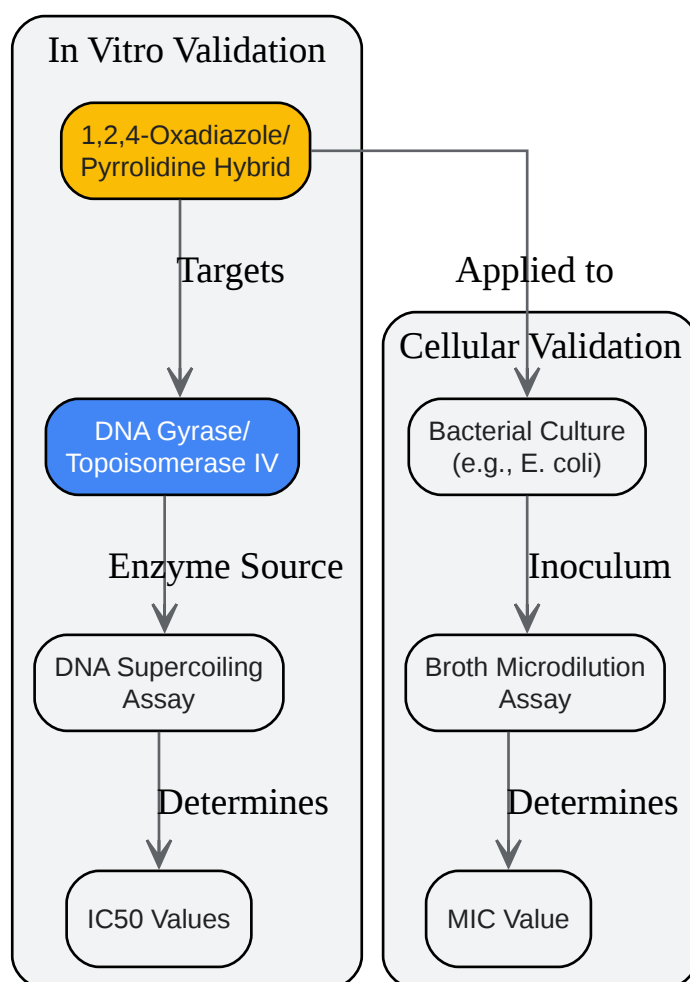 In Vitro Validation
1,2,4-Oxadiazole/
Pyrrolidine Hybrid
Targets
DNA Gyrase/
Topoisomerase IV
Enzyme Source
DNA Supercoiling
Assay
Determines
IC50 Values
Applied to
Cellular Validation
Bacterial Culture
(e.g., E. coli)
Inoculum
Broth Microdilution
Assay
Determines
MIC Value